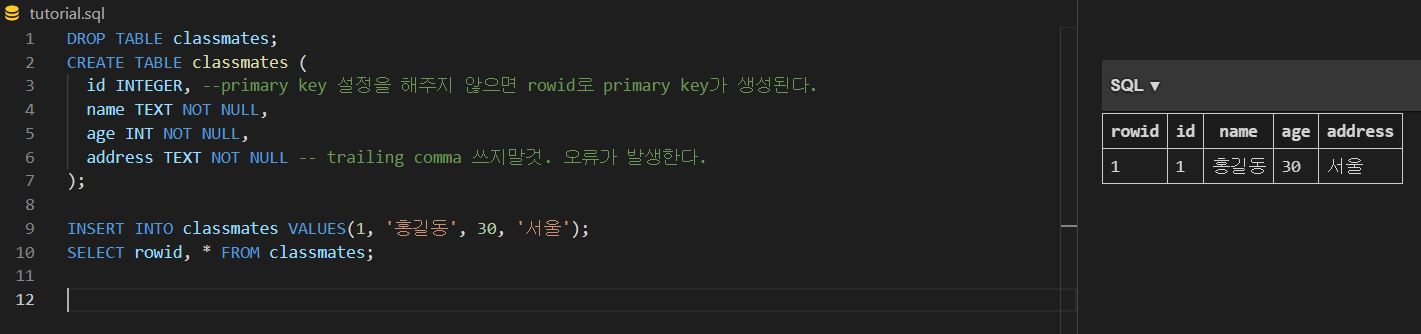 tutorial.sql
1 DROP TABLE classmates;
2 CREATE TABLE classmates (
3 id INTEGER, --primary key 설정을 해주지 않으면 rowid로 primary key가 생성된다.
4 name TEXT NOT NULL,
5 age INT NOT NULL,
6 address TEXT NOT NULL -- trailing comma 쓰지말것. 오류가 발생한다.
7 );
8
9 INSERT INTO classmates VALUES(1, '홍길동', 30, '서울');
10 SELECT rowid, * FROM classmates;
11
12
SQL ▼
rowid id name age address
1 1 홍길동 30 서울